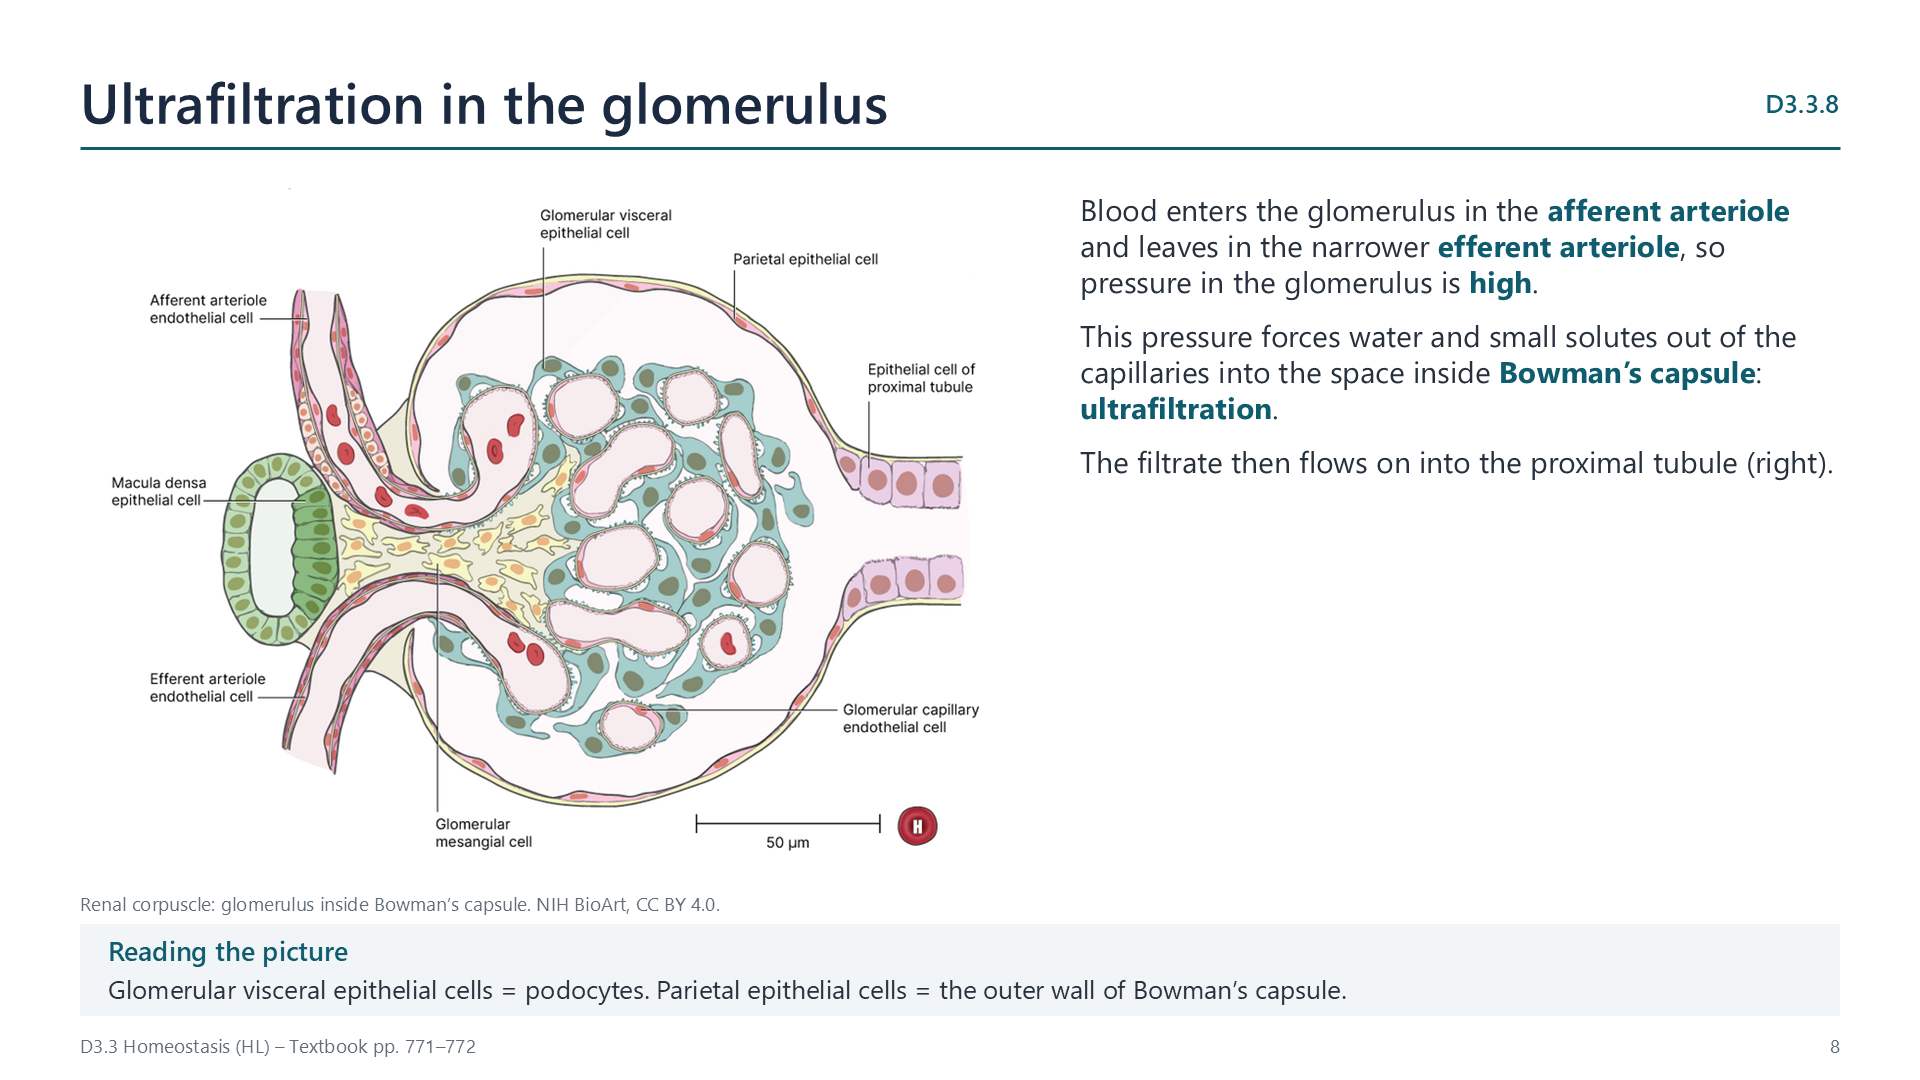 Ultrafiltration in the glomerulus
D3.3.8
Glomerular visceral
epithelial cell
Parietal epithelial cell
Afferent arteriole
endothelial cell
Epithelial cell of
proximal tubule
Macula densa
epithelial cell
Efferent arteriole
endothelial cell
Glomerular capillary
endothelial cell
Glomerular
mesangial cell
50 µm
H
Blood enters the glomerulus in the afferent arteriole
and leaves in the narrower efferent arteriole, so
pressure in the glomerulus is high.
This pressure forces water and small solutes out of the
capillaries into the space inside Bowman’s capsule:
ultrafiltration.
The filtrate then flows on into the proximal tubule (right).
Renal corpuscle: glomerulus inside Bowman’s capsule. NIH BioArt, CC BY 4.0.
Reading the picture
Glomerular visceral epithelial cells = podocytes. Parietal epithelial cells = the outer wall of Bowman’s capsule.
D3.3 Homeostasis (HL) – Textbook pp. 771–772
8